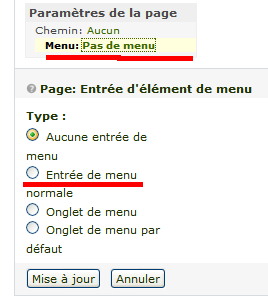 Paramètres de la page
Chemin: Aucun
Menu: Pas de menu
Page: Entrée d'élément de menu
Type :
Aucune entrée de
menu
Entrée de menu
normale
Onglet de menu
Onglet de menu par
défaut
Mise à jour Annuler